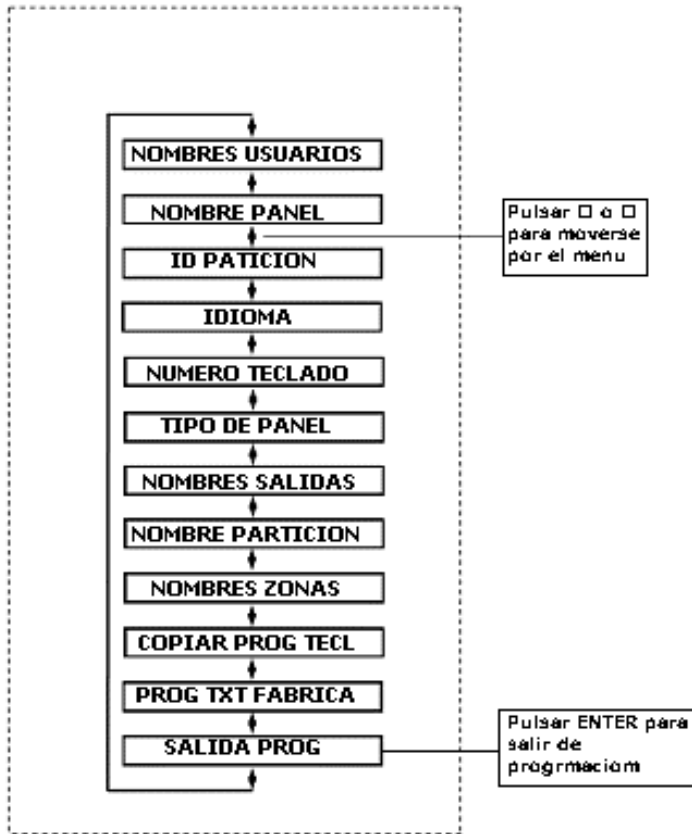 NOMBRES USUARIOS
NOMBRE PANEL
Pulsar □ o □
para moverse
por el menu
ID PATICION
IDIOMA
NUMERO TECLADO
TIPO DE PANEL
NOMBRES SALIDAS
NOMBRE PARTICION
NOMBRES ZONAS
COPIAR PROG TECL
PROG TXT FABRICA
SALIDA PROG
Pulsar ENTER para
salir de
progrmaciom